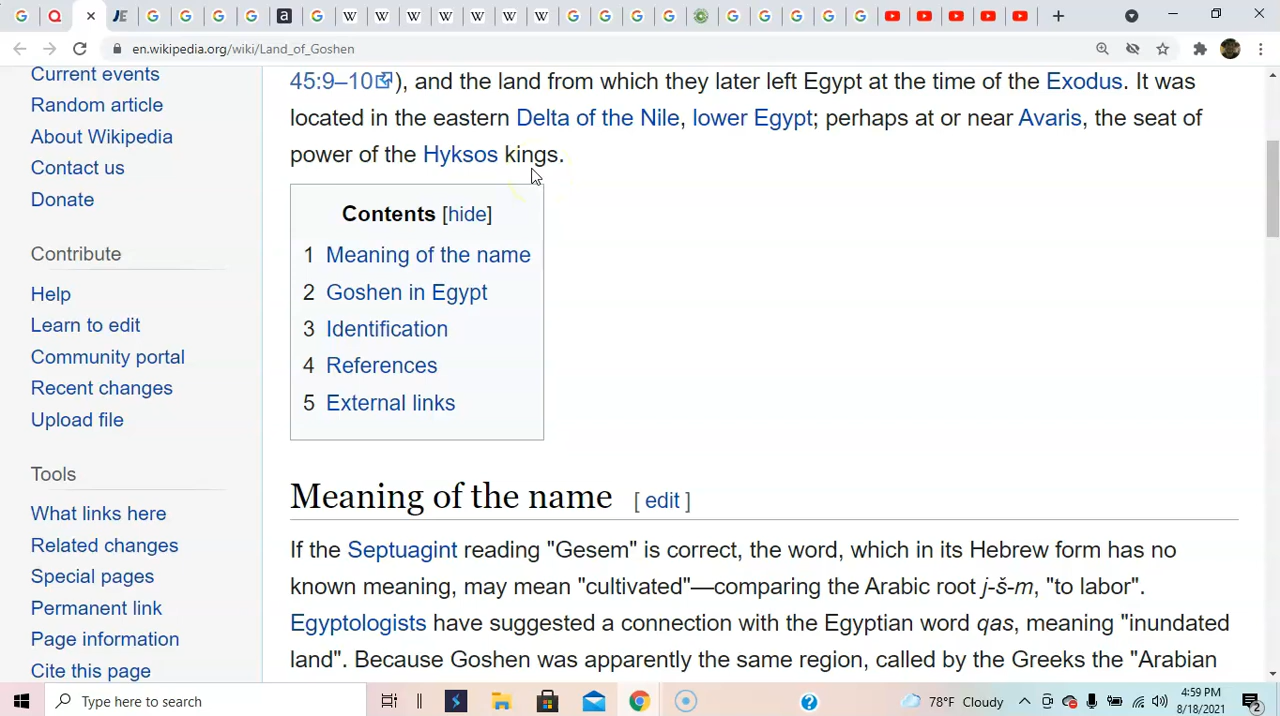 en.wikipedia.org/wiki/Land_of_Goshen
Current events
Random article
About Wikipedia
Contact us
Donate
Contribute
Help
Learn to edit
Community portal
Recent changes
Upload file
Tools
What links here
Related changes
Special pages
Permanent link
Page information
Cite this page
45:9–10), and the land from which they later left Egypt at the time of the Exodus. It was
located in the eastern Delta of the Nile, lower Egypt; perhaps at or near Avaris, the seat of
power of the Hyksos kings.
Contents [hide]
1 Meaning of the name
2 Goshen in Egypt
3 Identification
4 References
5 External links
Meaning of the name [ edit ]
If the Septuagint reading "Gesem" is correct, the word, which in its Hebrew form has no
known meaning, may mean "cultivated"—comparing the Arabic root j-š-m, "to labor".
Egyptologists have suggested a connection with the Egyptian word qas, meaning "inundated
land". Because Goshen was apparently the same region, called by the Greeks the "Arabian
Type here to search
78°F Cloudy
4:59 PM
8/18/2021
2